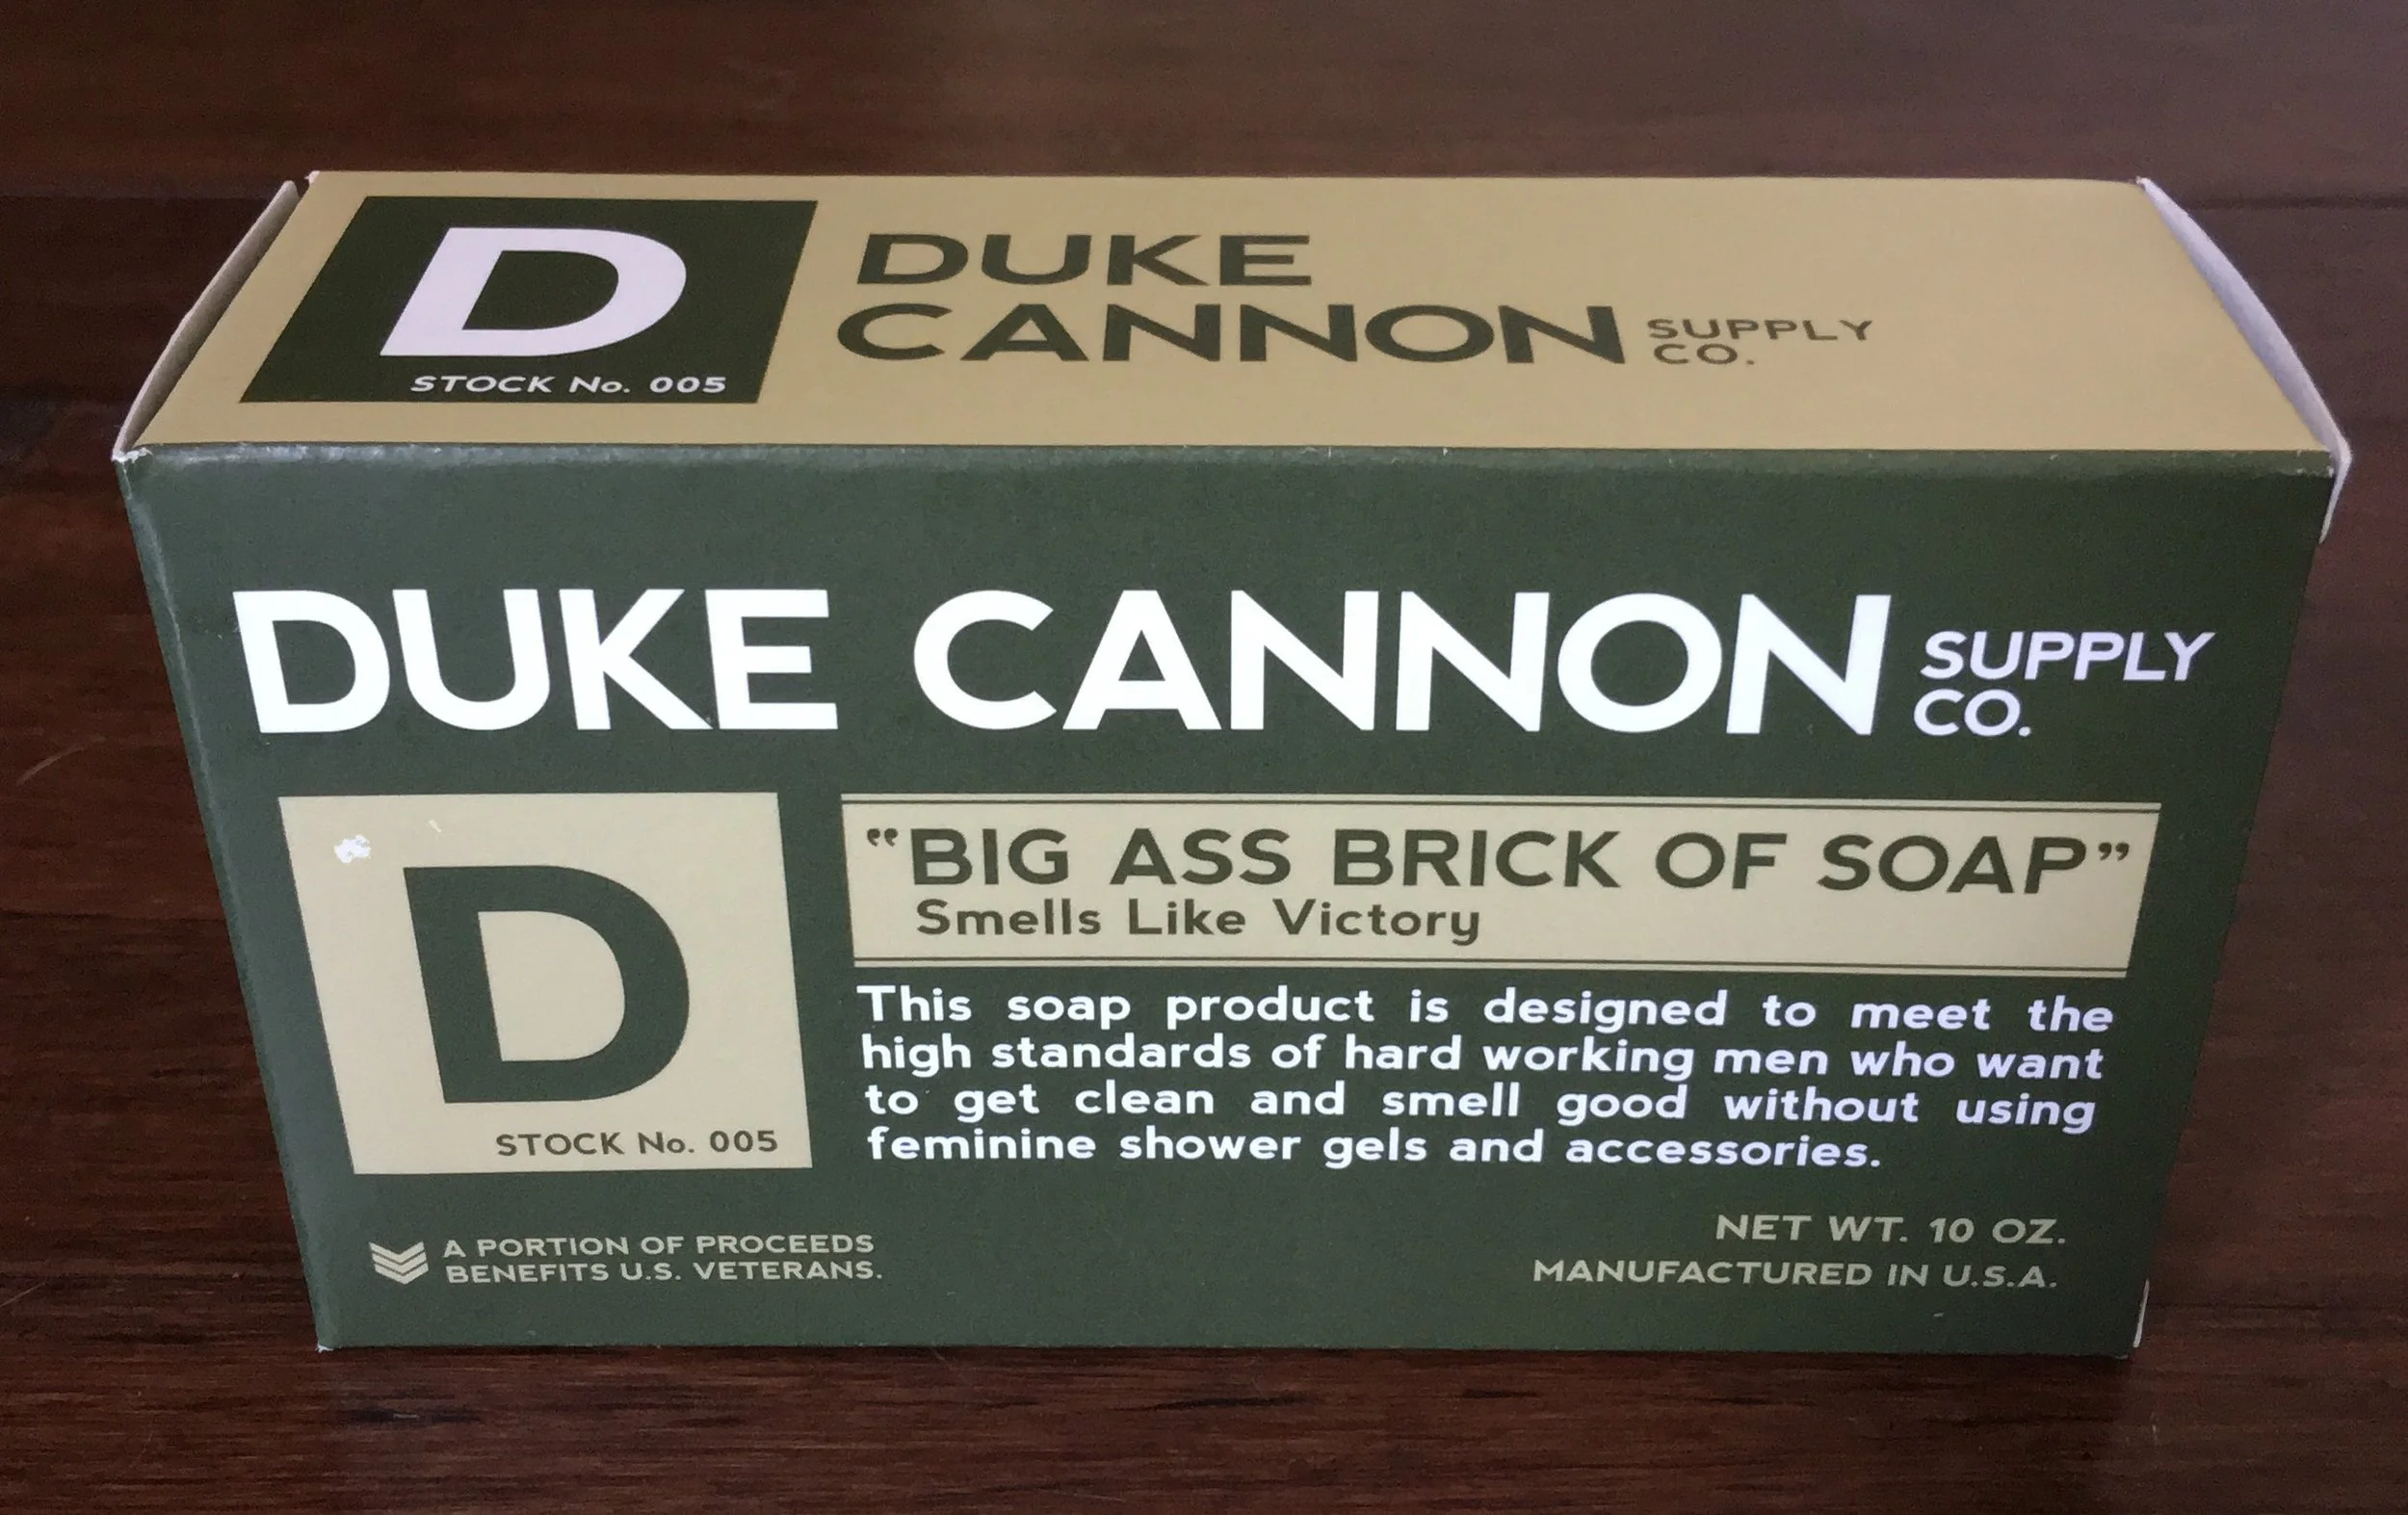 D
STOCK No. 005
DUKE
CANNON
SUPPLY
CO.
DUKE CANNON
SUPPLY
CO.
D
STOCK No. 005
“BIG ASS BRICK OF SOAP”
Smells Like Victory
This soap product is designed to meet the
high standards of hard working men who want
to get clean and smell good without using
feminine shower gels and accessories.
A PORTION OF PROCEEDS
BENEFITS U.S. VETERANS.
NET WT. 10 OZ.
MANUFACTURED IN U.S.A.